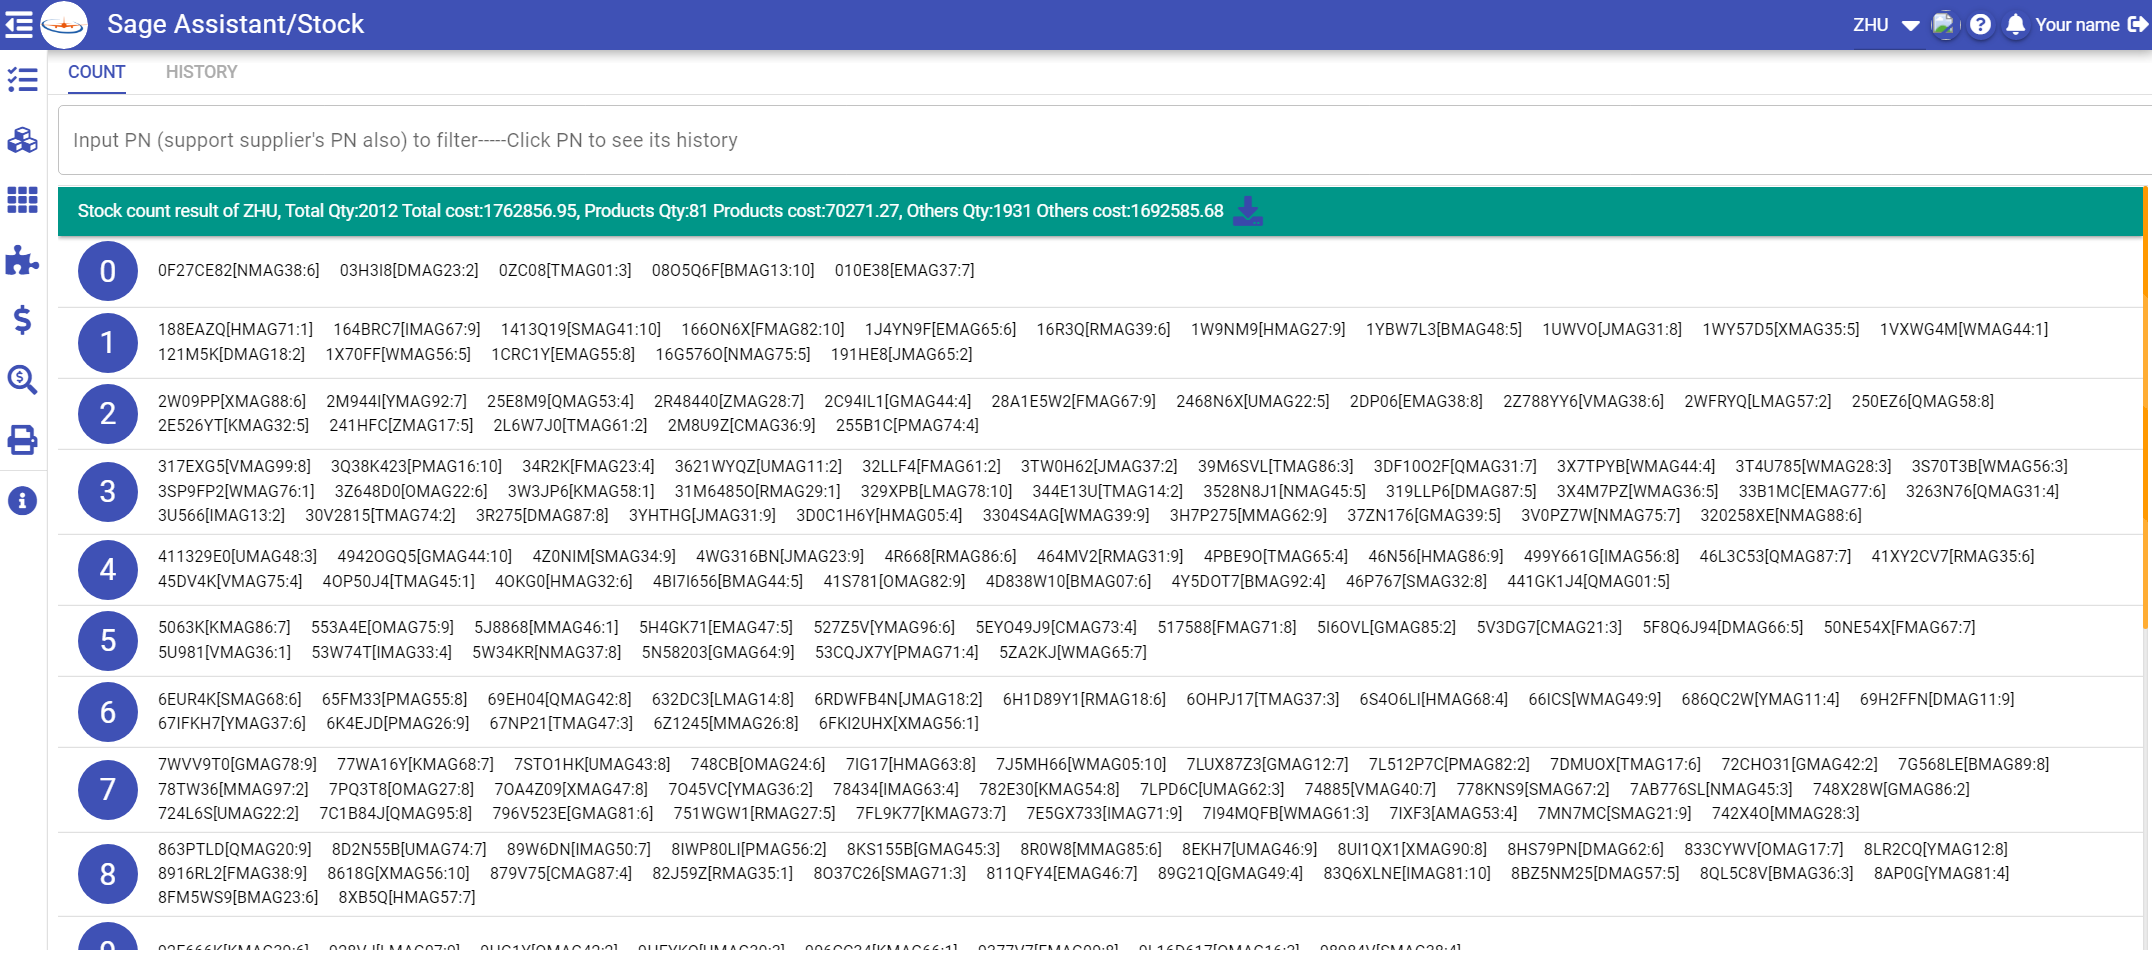 Sage Assistant/Stock
ZHU
Your name
COUNT HISTORY
Input PN (support supplier's PN also) to filter-----Click PN to see its history
Stock count result of ZHU, Total Qty:2012 Total cost:1762856.95, Products Qty:81 Products cost:70271.27, Others Qty:1931 Others cost:1692585.68
0
0F27CE82[NMAG38:6] 03H3I8[DMAG23:2] 0ZC08[TMAG01:3] 08O5Q6F[BMAG13:10] 010E38[EMAG37:7]
1
188EAZQ[HMAG71:1] 164BRC7[IMAG67:9] 1413Q19[SMAG41:10] 166ON6X[FMAG82:10] 1J4YN9F[EMAG65:6] 16R3Q[RMAG39:6] 1W9NM9[HMAG27:9] 1YBW7L3[BMAG48:5] 1UWVO[JMAG31:8] 1WY57D5[XMAG35:5] 1VXWG4M[WMAG44:1]
121M5K[DMAG18:2] 1X70FF[WMAG56:5] 1CRC1Y[EMAG55:8] 16G576O[NMAG75:5] 191HE8[JMAG65:2]
2
2W09PP[XMAG88:6] 2M944I[YMAG92:7] 25E8M9[QMAG53:4] 2R48440[ZMAG28:7] 2C94IL1[GMAG44:4] 28A1E5W2[FMAG67:9] 2468N6X[UMAG22:5] 2DP06[EMAG38:8] 2Z788YY6[VMAG38:6] 2WFRYQ[LMAG57:2] 250EZ6[QMAG58:8]
2E526YT[KMAG32:5] 241HFC[ZMAG17:5] 2L6W7J0[TMAG61:2] 2M8U9Z[CMAG36:9] 255B1C[PMAG74:4]
3
317EXG5[VMAG99:8] 3Q38K423[PMAG16:10] 34R2K[FMAG23:4] 3621WYQZ[UMAG11:2] 32LLF4[FMAG61:2] 3TW0H62[JMAG37:2] 39M6SVL[TMAG86:3] 3DF10O2F[QMAG31:7] 3X7TPYB[WMAG44:4] 3T4U785[WMAG28:3] 3S70T3B[WMAG56:3]
3SP9FP2[WMAG76:1] 3Z648D0[OMAG22:6] 3W3JP6[KMAG58:1] 31M6485O[RMAG29:1] 329XPB[LMAG78:10] 344E13U[TMAG14:2] 3528N8J1[NMAG45:5] 319LLP6[DMAG87:5] 3X4M7PZ[WMAG36:5] 33B1MC[EMAG77:6] 3263N76[QMAG31:4]
3U566[IMAG13:2] 30V2815[TMAG74:2] 3R275[DMAG87:8] 3YHTHG[JMAG31:9] 3D0C1H6Y[HMAG05:4] 3304S4AG[WMAG39:9] 3H7P275[MMAG62:9] 37ZN176[GMAG39:5] 3V0PZ7W[NMAG75:7] 320258XE[NMAG88:6]
4
411329E0[UMAG48:3] 4942OGQ5[GMAG44:10] 4Z0NIM[SMAG34:9] 4WG316BN[JMAG23:9] 4R668[RMAG86:6] 464MV2[RMAG31:9] 4PBE9O[TMAG65:4] 46N56[HMAG86:9] 499Y661G[IMAG56:8] 46L3C53[QMAG87:7] 41XY2CV7[RMAG35:6]
45DV4K[VMAG75:4] 4OP50J4[TMAG45:1] 4OKG0[HMAG32:6] 4BI7I656[BMAG44:5] 41S781[OMAG82:9] 4D838W10[BMAG07:6] 4Y5DOT7[BMAG92:4] 46P767[SMAG32:8] 441GK1J4[QMAG01:5]
5
5063K[KMAG86:7] 553A4E[OMAG75:9] 5J8868[MMAG46:1] 5H4GK71[EMAG47:5] 527Z5V[YMAG96:6] 5EYO49J9[CMAG73:4] 517588[FMAG71:8] 5I6OVL[GMAG85:2] 5V3DG7[CMAG21:3] 5F8Q6J94[DMAG66:5] 50NE54X[FMAG67:7]
5U981[VMAG36:1] 53W74T[IMAG33:4] 5W34KR[NMAG37:8] 5N58203[GMAG64:9] 53CQJX7Y[PMAG71:4] 5ZA2KJ[WMAG65:7]
6
6EUR4K[SMAG68:6] 65FM33[PMAG55:8] 69EH04[QMAG42:8] 632DC3[LMAG14:8] 6RDWFB4N[JMAG18:2] 6H1D89Y1[RMAG18:6] 6OHPJ17[TMAG37:3] 6S4O6LI[HMAG68:4] 66ICS[WMAG49:9] 686QC2W[YMAG11:4] 69H2FFN[DMAG11:9]
67IFKH7[YMAG37:6] 6K4EJD[PMAG26:9] 67NP21[TMAG47:3] 6Z1245[MMAG26:8] 6FKI2UHX[XMAG56:1]
7
7WVV9T0[GMAG78:9] 77WA16Y[KMAG68:7] 7STO1HK[UMAG43:8] 748CB[OMAG24:6] 7IG17[HMAG63:8] 7J5MH66[WMAG05:10] 7LUX87Z3[GMAG12:7] 7L512P7C[PMAG82:2] 7DMUOX[TMAG17:6] 72CHO31[GMAG42:2] 7G568LE[BMAG89:8]
78TW36[MMAG97:2] 7PQ3T8[OMAG27:8] 7OA4Z09[XMAG47:8] 7O45VC[YMAG36:2] 78434[IMAG63:4] 782E30[KMAG54:8] 7LPD6C[UMAG62:3] 74885[VMAG40:7] 778KNS9[SMAG67:2] 7AB776SL[NMAG45:3] 748X28W[GMAG86:2]
724L6S[UMAG22:2] 7C1B84J[QMAG95:8] 796V523E[GMAG81:6] 751WGW1[RMAG27:5] 7FL9K77[KMAG73:7] 7E5GX733[IMAG71:9] 7I94MQFB[WMAG61:3] 7IXF3[AMAG53:4] 7MN7MC[SMAG21:9] 742X4O[MMAG28:3]
8
863PTLD[QMAG20:9] 8D2N55B[UMAG74:7] 89W6DN[IMAG50:7] 8IWP80LI[PMAG56:2] 8KS155B[GMAG45:3] 8R0W8[MMAG85:6] 8EKH7[UMAG46:9] 8UI1QX1[XMAG90:8] 8HS79PN[DMAG62:6] 833CYWV[OMAG17:7] 8LR2CQ[YMAG12:8]
8916RL2[FMAG38:9] 8618G[XMAG56:10] 879V75[CMAG87:4] 82J59Z[RMAG35:1] 8O37C26[SMAG71:3] 811QFY4[EMAG46:7] 89G21Q[GMAG49:4] 83Q6XLNE[IMAG81:10] 8BZ5NM25[DMAG57:5] 8QL5C8V[BMAG36:3] 8AP0G[YMAG81:4]
8FM5WS9[BMAG23:6] 8XB5Q[HMAG57:7]
9